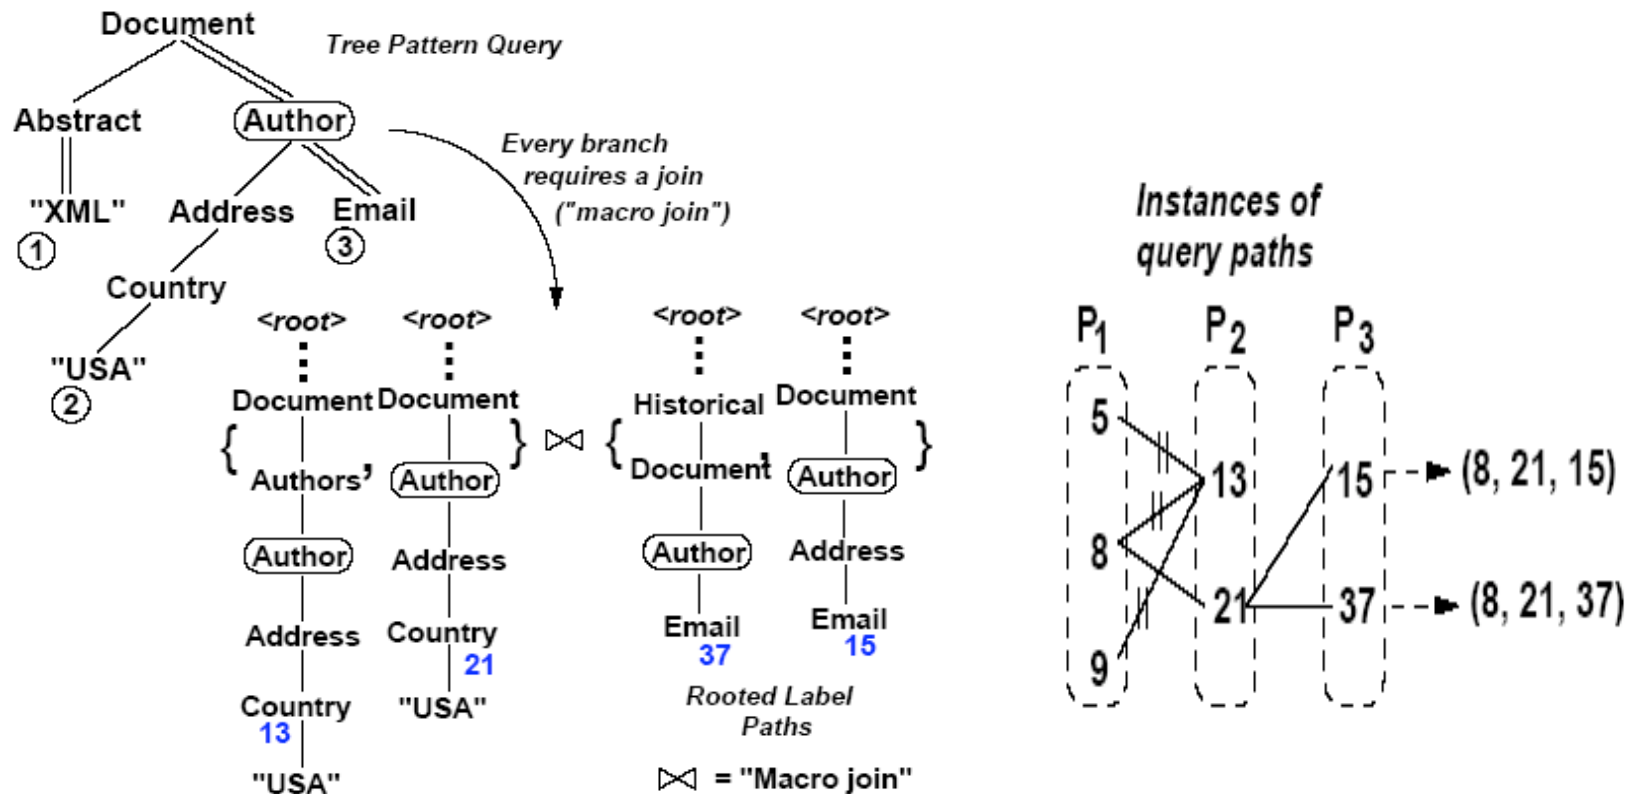 Document
Tree Pattern Query
Abstract
Author
Every branch
requires a join
("macro join")
"XML"
Address
Email
1
3
Country
"USA"
2
<root>
<root>
<root>
<root>
Document
Document
Historical
Document
{
Authors
,
Author
}
⋈
{
Document
,
Author
}
Author
Address
Author
Address
Address
Country
21
Email
37
Email
15
Country
13
"USA"
Rooted Label
Paths
"USA"
⋈ = "Macro join"
Instances of
query paths
P1
P2
P3
5
13
15
(8, 21, 15)
8
21
37
(8, 21, 37)
9